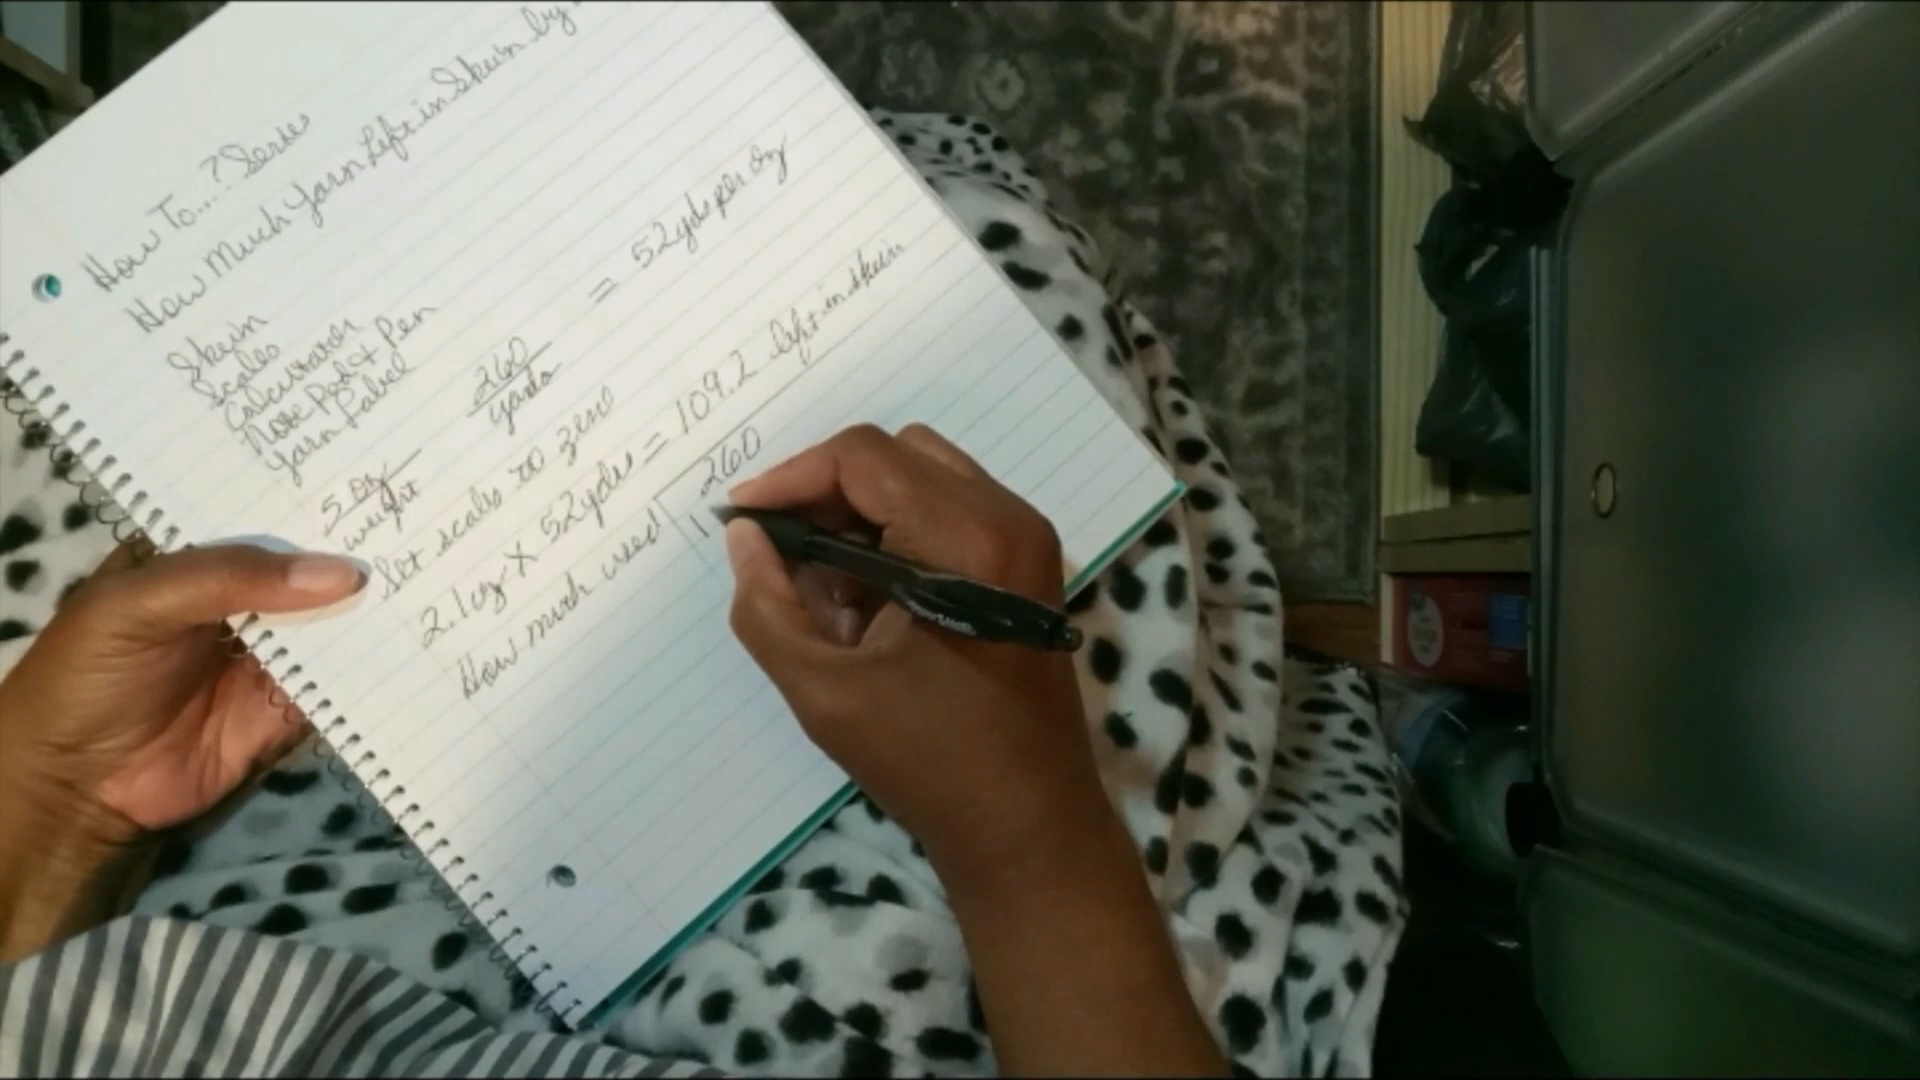 How To...? Series
How Much Yarn Left in Skein by
Skein
Scales
Calculator
Note Pad + Pen
Yarn Label
5 oz weight 260 yards = 52yds per oz
Set scales to zero
2.1oz x 52yds = 109.2 left in skein
How much used 260
1